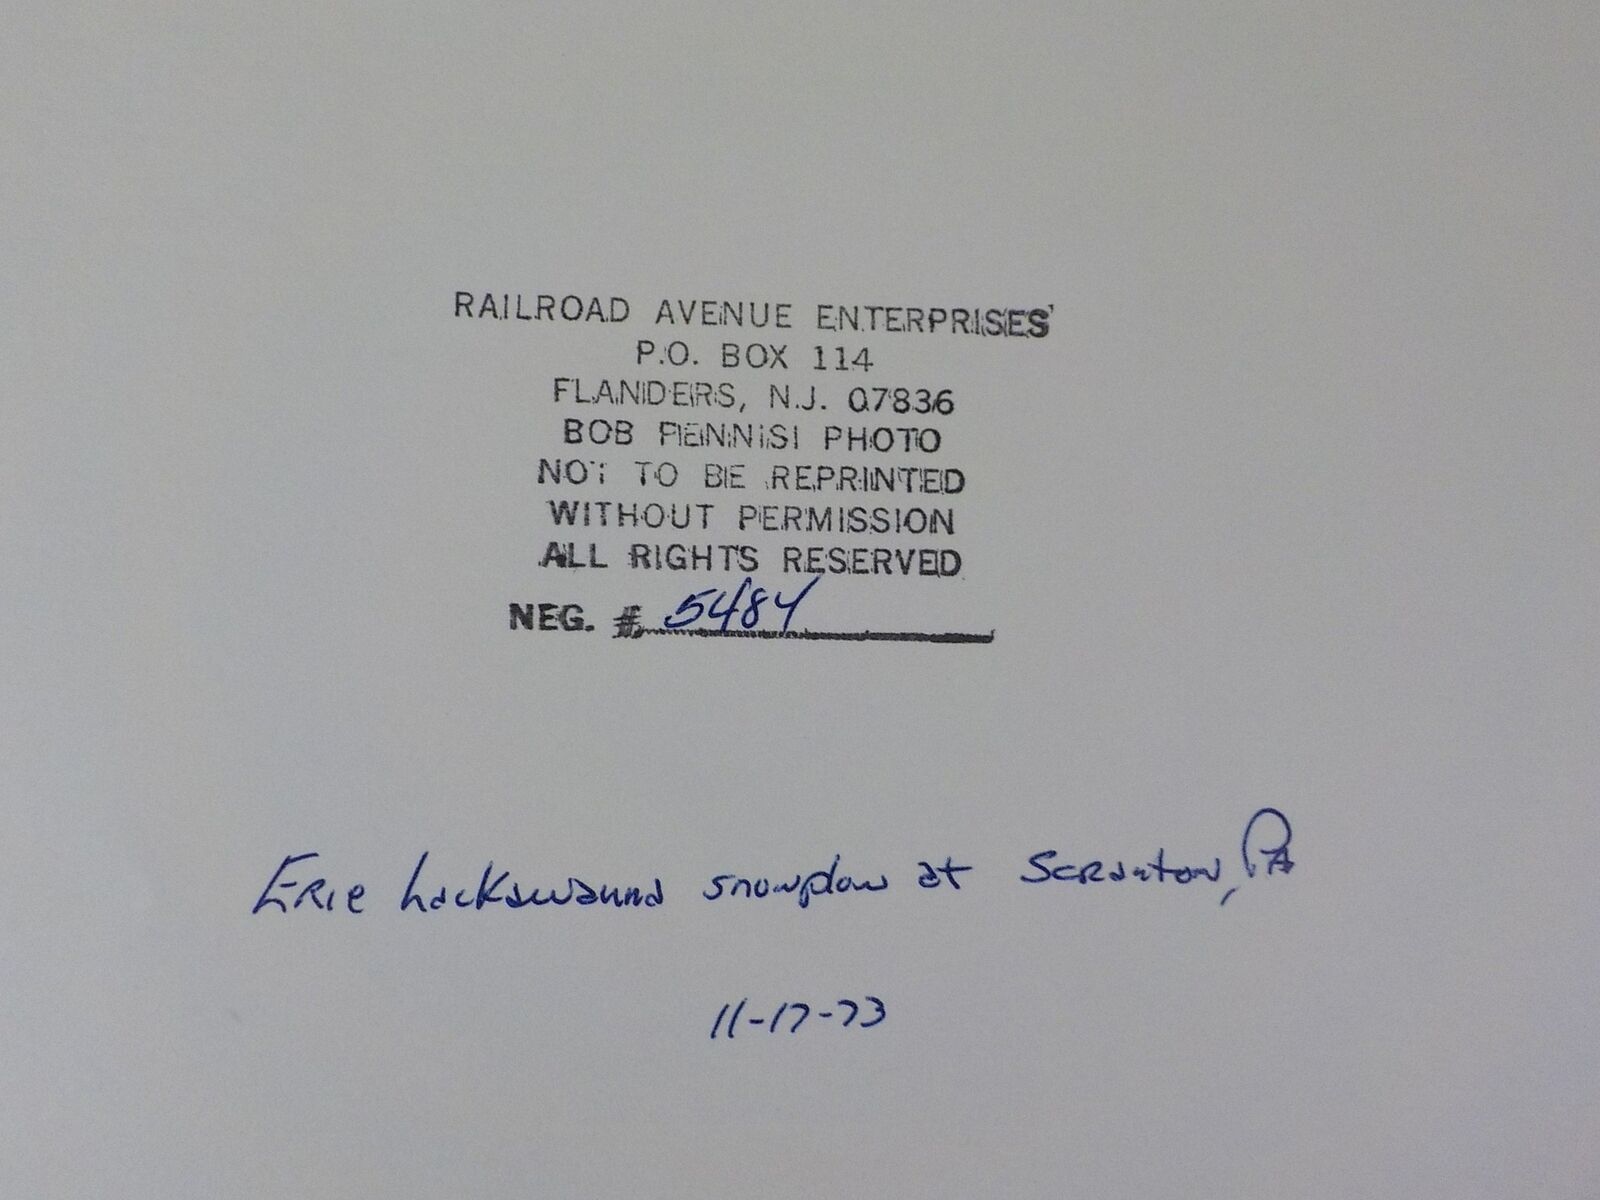 RAILROAD AVENUE ENTERPRISES'
P.O. BOX 114
FLANDERS, N.J. 07836
BOB PENNISI PHOTO
NOT TO BE REPRINTED
WITHOUT PERMISSION
ALL RIGHTS RESERVED
NEG. # 5484
Erie Lackawanna snowplow at Scranton, PA
11-17-73